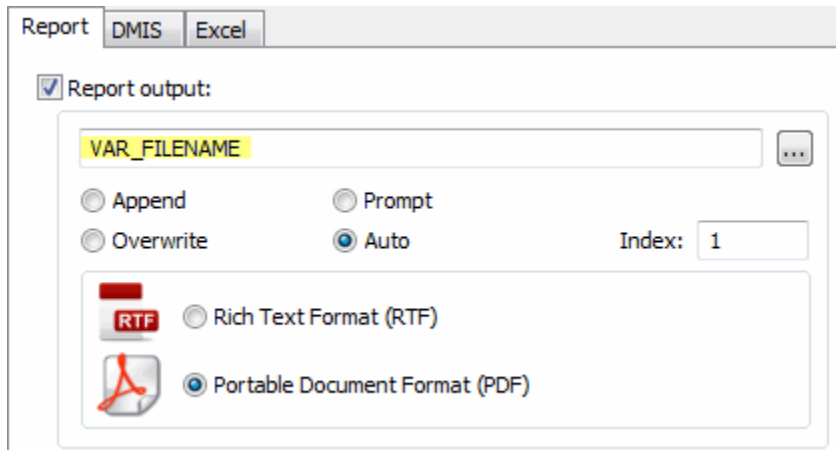 Report DMIS Excel
Report output:
VAR_FILENAME ...
Append Prompt
Overwrite Auto Index: 1
RTF Rich Text Format (RTF)
Portable Document Format (PDF)